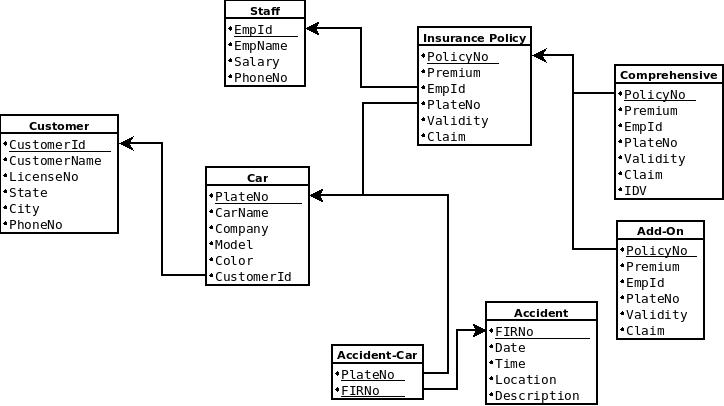 Staff
EmpId
EmpName
Salary
PhoneNo
Insurance Policy
PolicyNo
Premium
EmpId
PlateNo
Validity
Claim
Comprehensive
PolicyNo
Premium
EmpId
PlateNo
Validity
Claim
IDV
Customer
CustomerId
CustomerName
LicenseNo
State
City
PhoneNo
Car
PlateNo
CarName
Company
Model
Color
CustomerId
Add-On
PolicyNo
Premium
EmpId
PlateNo
Validity
Claim
Accident
FIRNo
Date
Time
Location
Description
Accident-Car
PlateNo
FIRNo